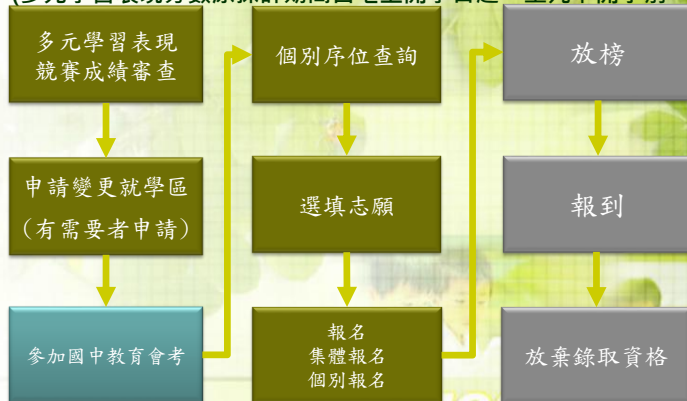 多元學習表現
競賽成績審查
申請變更就學區
（有需要者申請）
參加國中教育會考
個別序位查詢
選填志願
報名
集體報名
個別報名
放榜
報到
放棄錄取資格